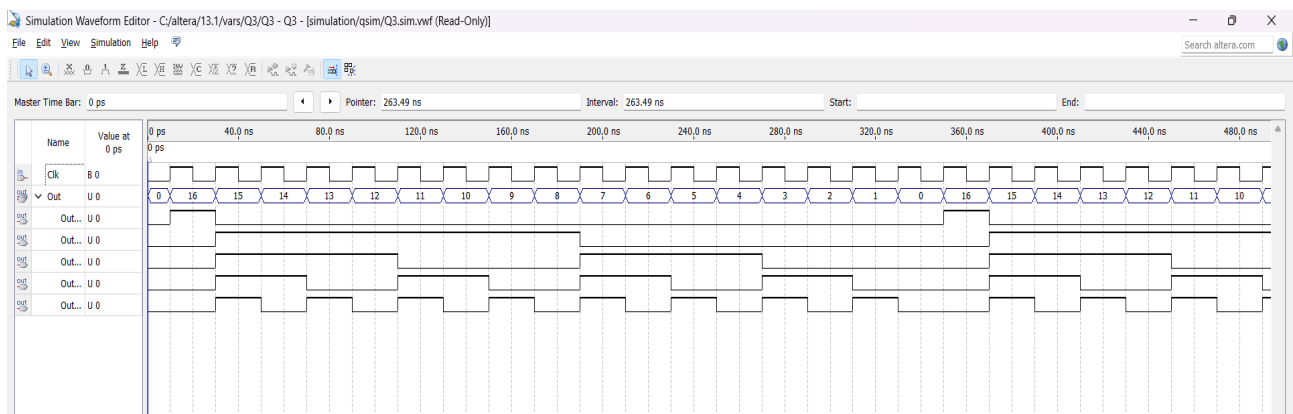 Simulation Waveform Editor - C:/altera/13.1/vars/Q3/Q3 - Q3 - [simulation/qsim/Q3.sim.vwf (Read-Only)]
File Edit View Simulation Help
Search altera.com
Master Time Bar: 0 ps Pointer: 263.49 ns Interval: 263.49 ns Start: End:
Name Value at 0 ps
0 ps 40.0 ns 80.0 ns 120.0 ns 160.0 ns 200.0 ns 240.0 ns 280.0 ns 320.0 ns 360.0 ns 400.0 ns 440.0 ns 480.0 ns
0 ps
Clk B 0
Out U 0 0 16 15 14 13 12 11 10 9 8 7 6 5 4 3 2 1 0 16 15 14 13 12 11 10
Out... U 0
Out... U 0
Out... U 0
Out... U 0
Out... U 0